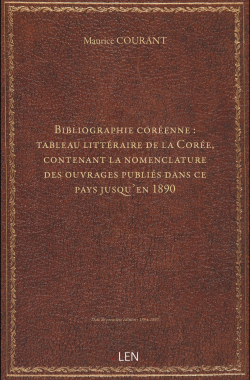 Maurice COURANT
Bibliographie coréenne :
tableau littéraire de la Corée,
contenant la nomenclature
des ouvrages publiés dans ce
pays jusqu'en 1890
LEN